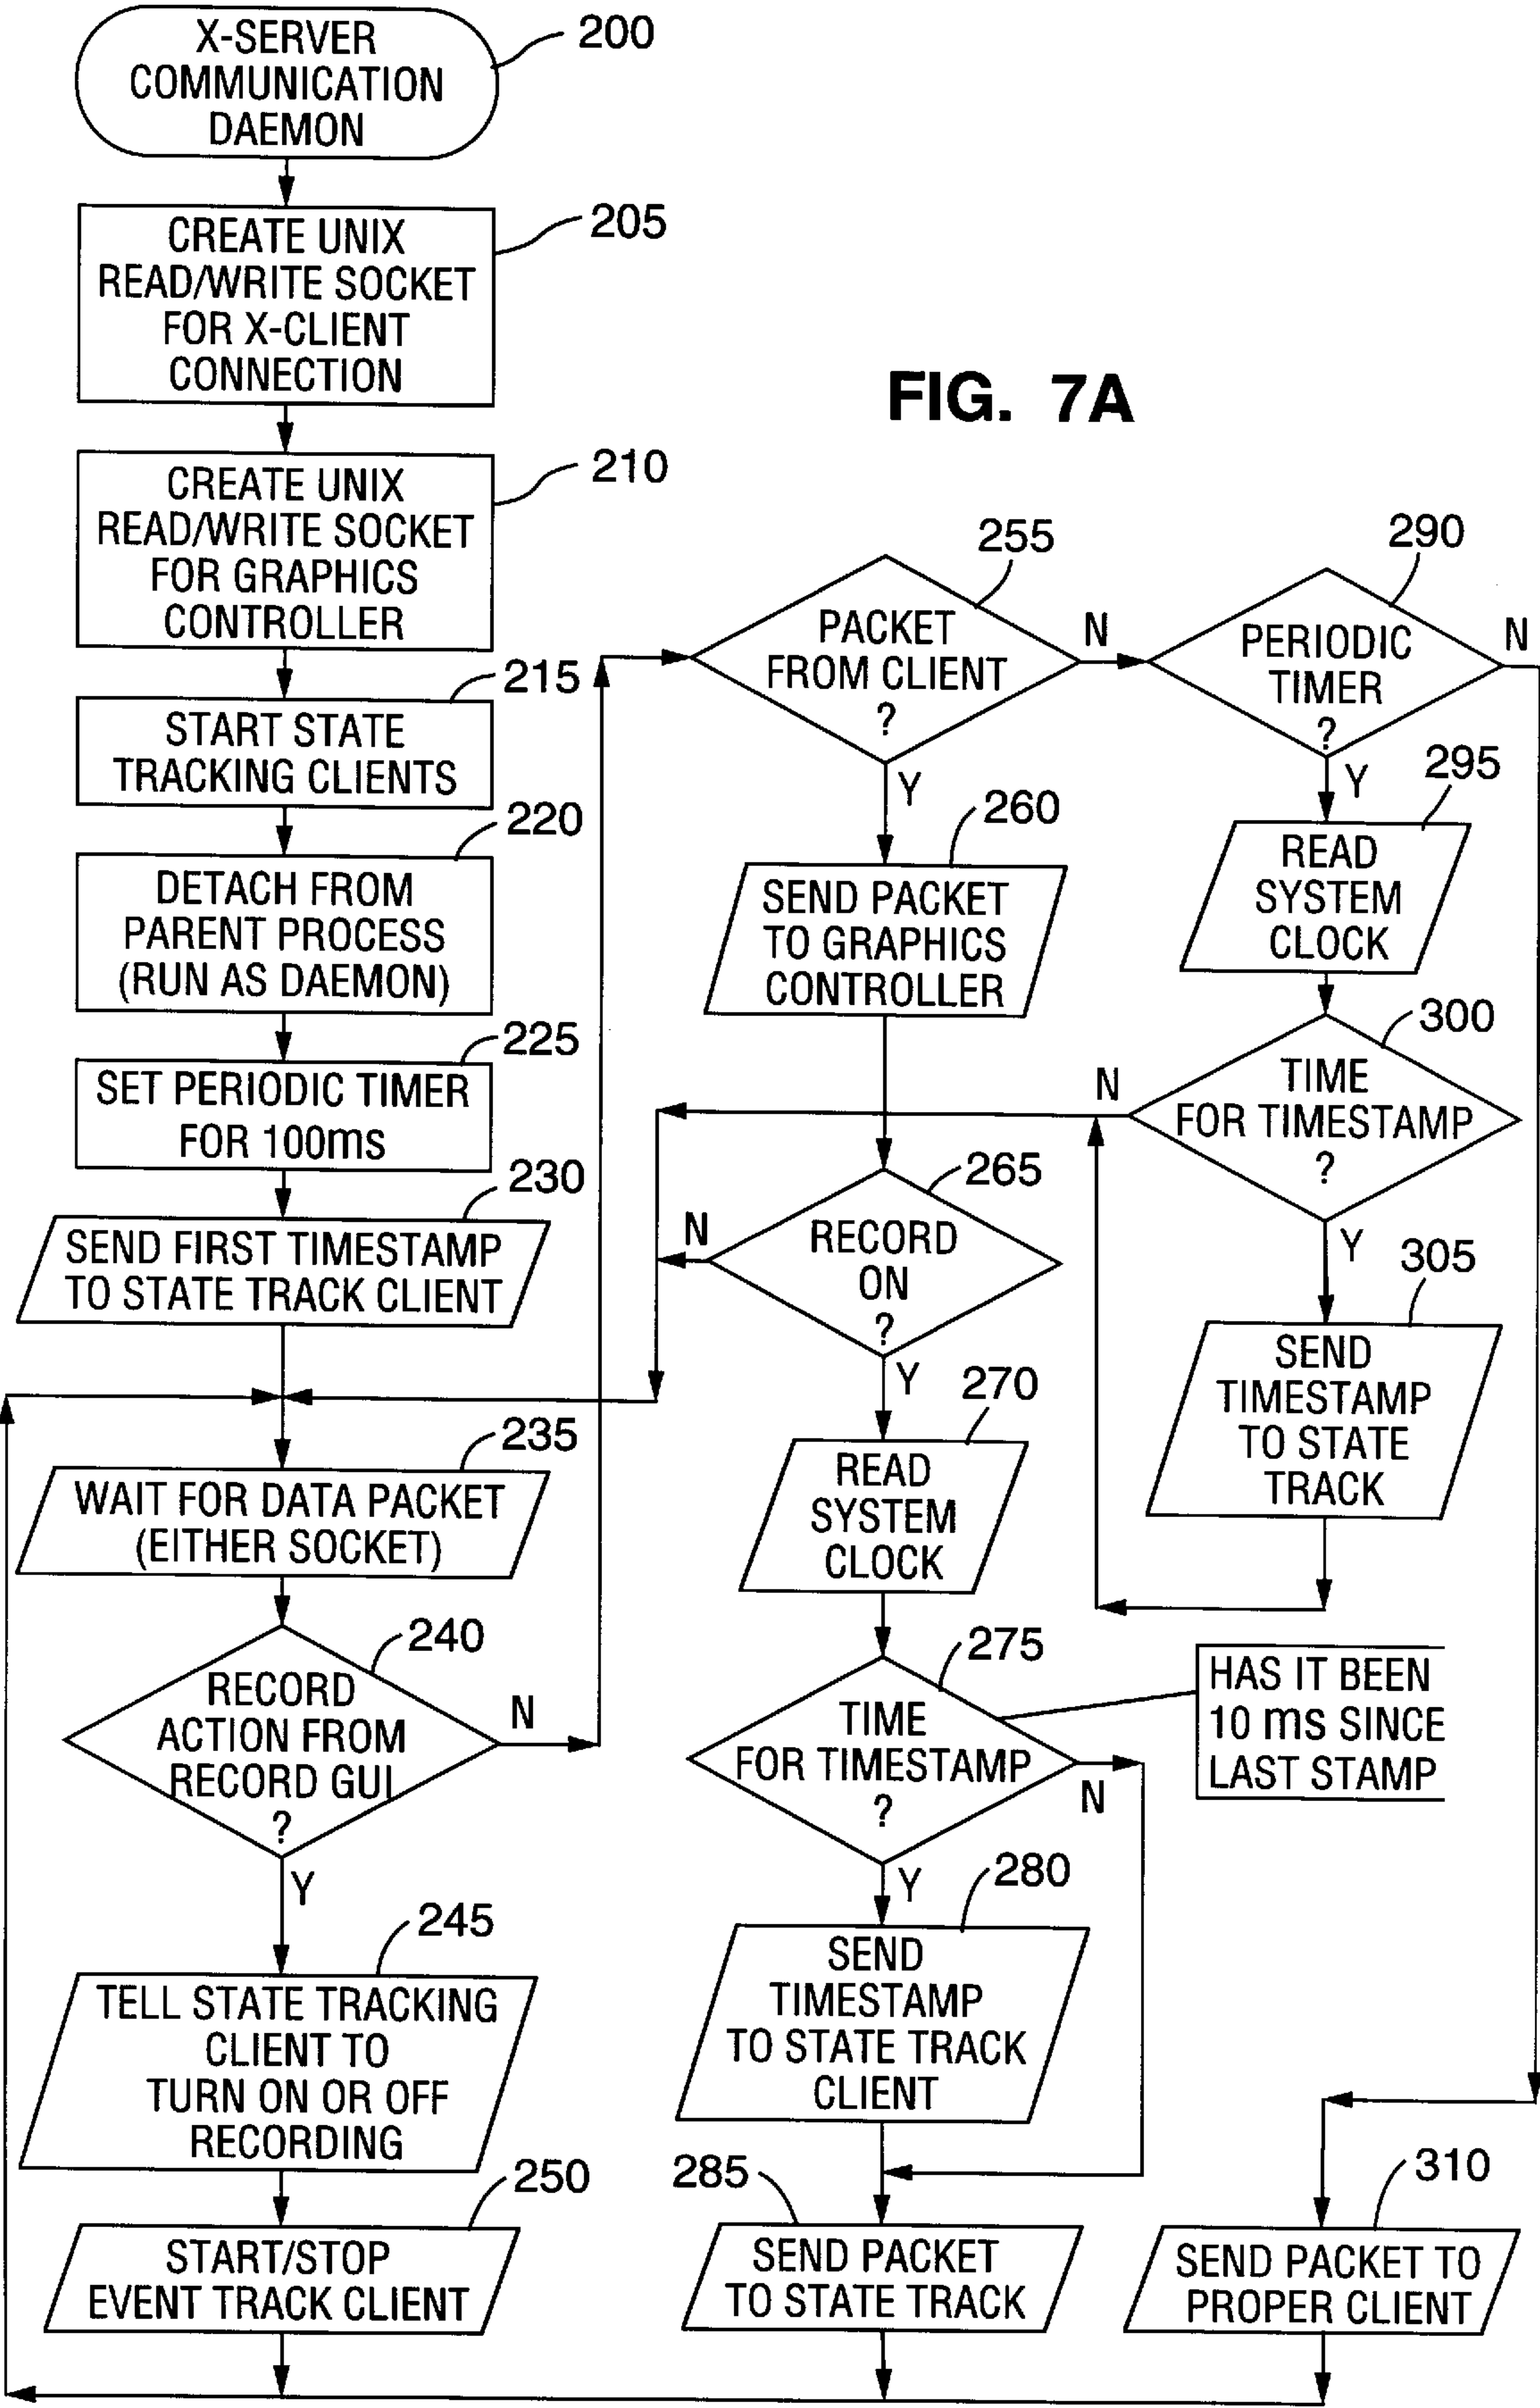 X-SERVER
COMMUNICATION
DAEMON
200
CREATE UNIX
READ/WRITE SOCKET
FOR X-CLIENT
CONNECTION
205
FIG. 7A
CREATE UNIX
READ/WRITE SOCKET
FOR GRAPHICS
CONTROLLER
210
START STATE
TRACKING CLIENTS
215
DETACH FROM
PARENT PROCESS
(RUN AS DAEMON)
220
SET PERIODIC TIMER
FOR 100ms
225
SEND FIRST TIMESTAMP
TO STATE TRACK CLIENT
230
WAIT FOR DATA PACKET
(EITHER SOCKET)
235
RECORD
ACTION FROM
RECORD GUI
?
240
N
Y
TELL STATE TRACKING
CLIENT TO
TURN ON OR OFF
RECORDING
245
START/STOP
EVENT TRACK CLIENT
250
PACKET
FROM CLIENT
?
255
N
Y
SEND PACKET
TO GRAPHICS
CONTROLLER
260
RECORD
ON
?
265
N
Y
READ
SYSTEM
CLOCK
270
TIME
FOR TIMESTAMP
?
275
N
Y
HAS IT BEEN
10 ms SINCE
LAST STAMP
SEND
TIMESTAMP
TO STATE TRACK
CLIENT
280
SEND PACKET
TO STATE TRACK
285
PERIODIC
TIMER
?
290
N
Y
READ
SYSTEM
CLOCK
295
TIME
FOR TIMESTAMP
?
300
N
Y
SEND
TIMESTAMP
TO STATE
TRACK
305
SEND PACKET TO
PROPER CLIENT
310